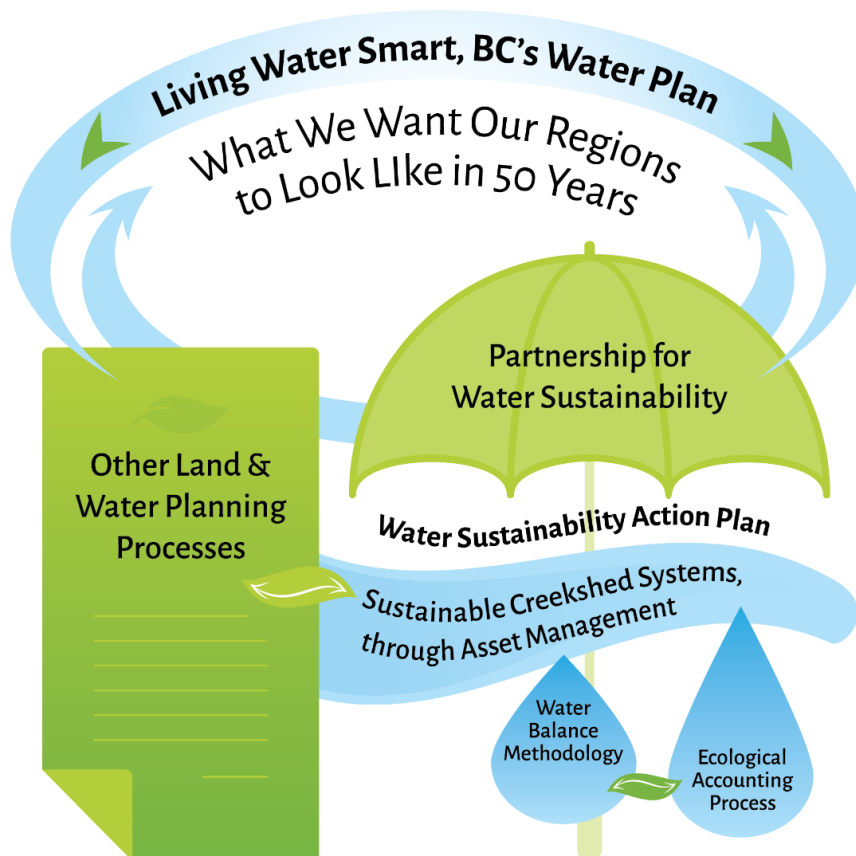 Living Water Smart, BC's Water Plan
What We Want Our Regions
to Look LIke in 50 Years
Partnership for
Water Sustainability
Other Land &
Water Planning
Processes
Water Sustainability Action Plan
Sustainable Creekshed Systems,
through Asset Management
Water
Balance
Methodology
Ecological
Accounting
Process